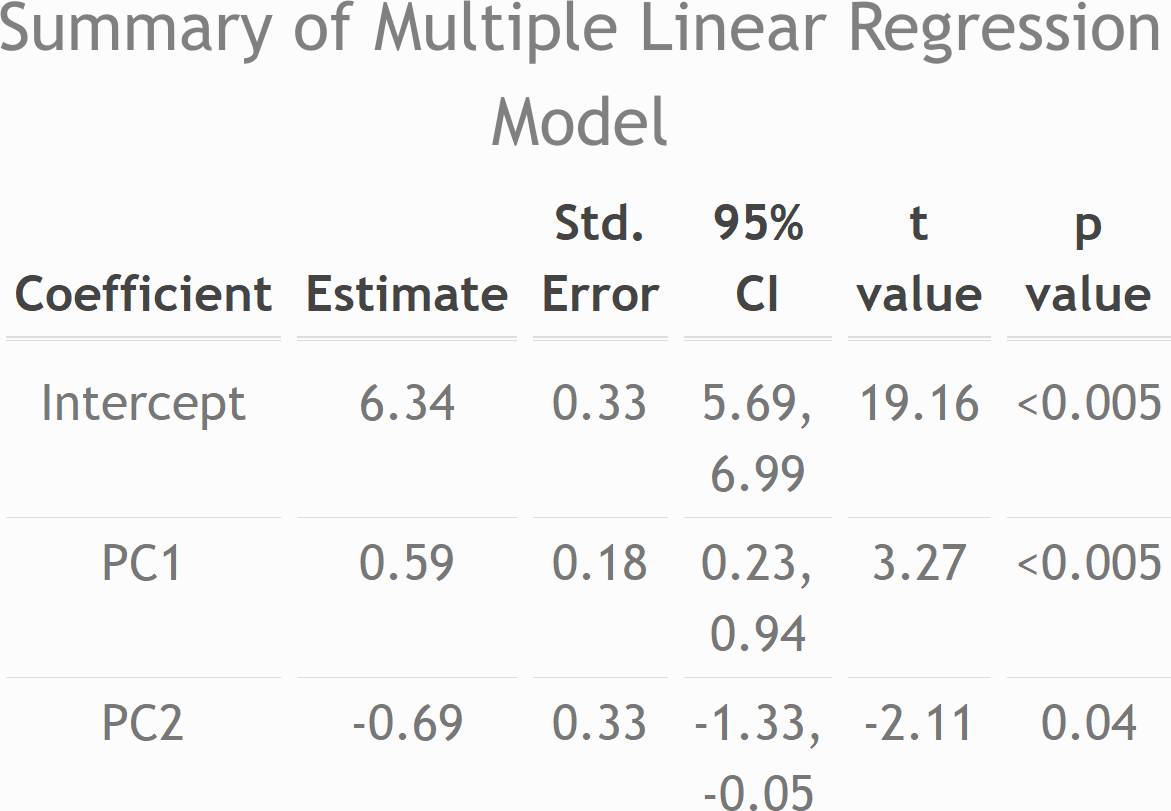 Summary of Multiple Linear Regression
Model
Coefficient Estimate Std. Error 95% CI t value p value
Intercept 6.34 0.33 5.69, 6.99 19.16 <0.005
PC1 0.59 0.18 0.23, 0.94 3.27 <0.005
PC2 -0.69 0.33 -1.33, -0.05 -2.11 0.04